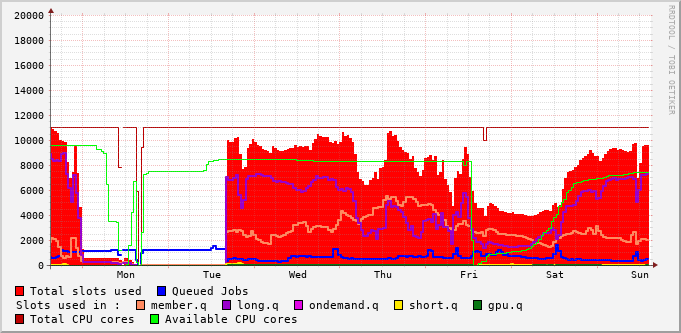 20000
18000
16000
14000
12000
10000
8000
6000
4000
2000
0
Mon Tue Wed Thu Fri Sat Sun
RRDTOOL / TOBI OETIKER
Total slots used Queued Jobs
Slots used in : member.q long.q ondemand.q short.q gpu.q
Total CPU cores Available CPU cores